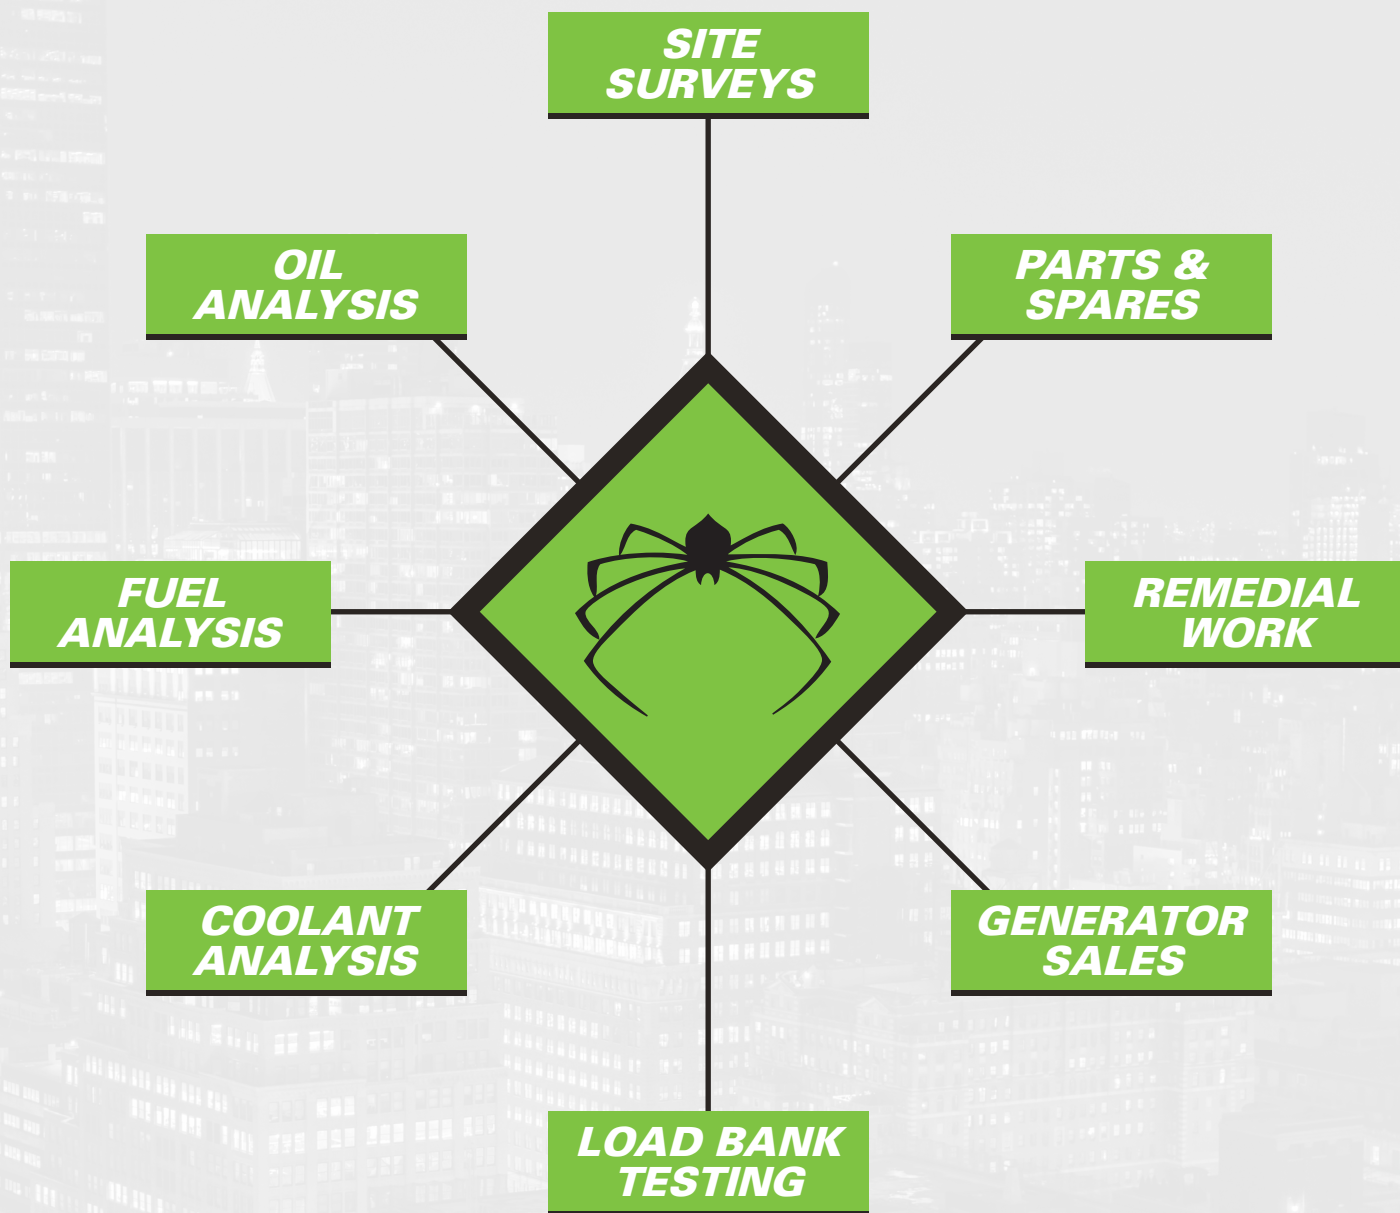 SITE
SURVEYS
OIL
ANALYSIS
PARTS &
SPARES
FUEL
ANALYSIS
REMEDIAL
WORK
COOLANT
ANALYSIS
GENERATOR
SALES
LOAD BANK
TESTING